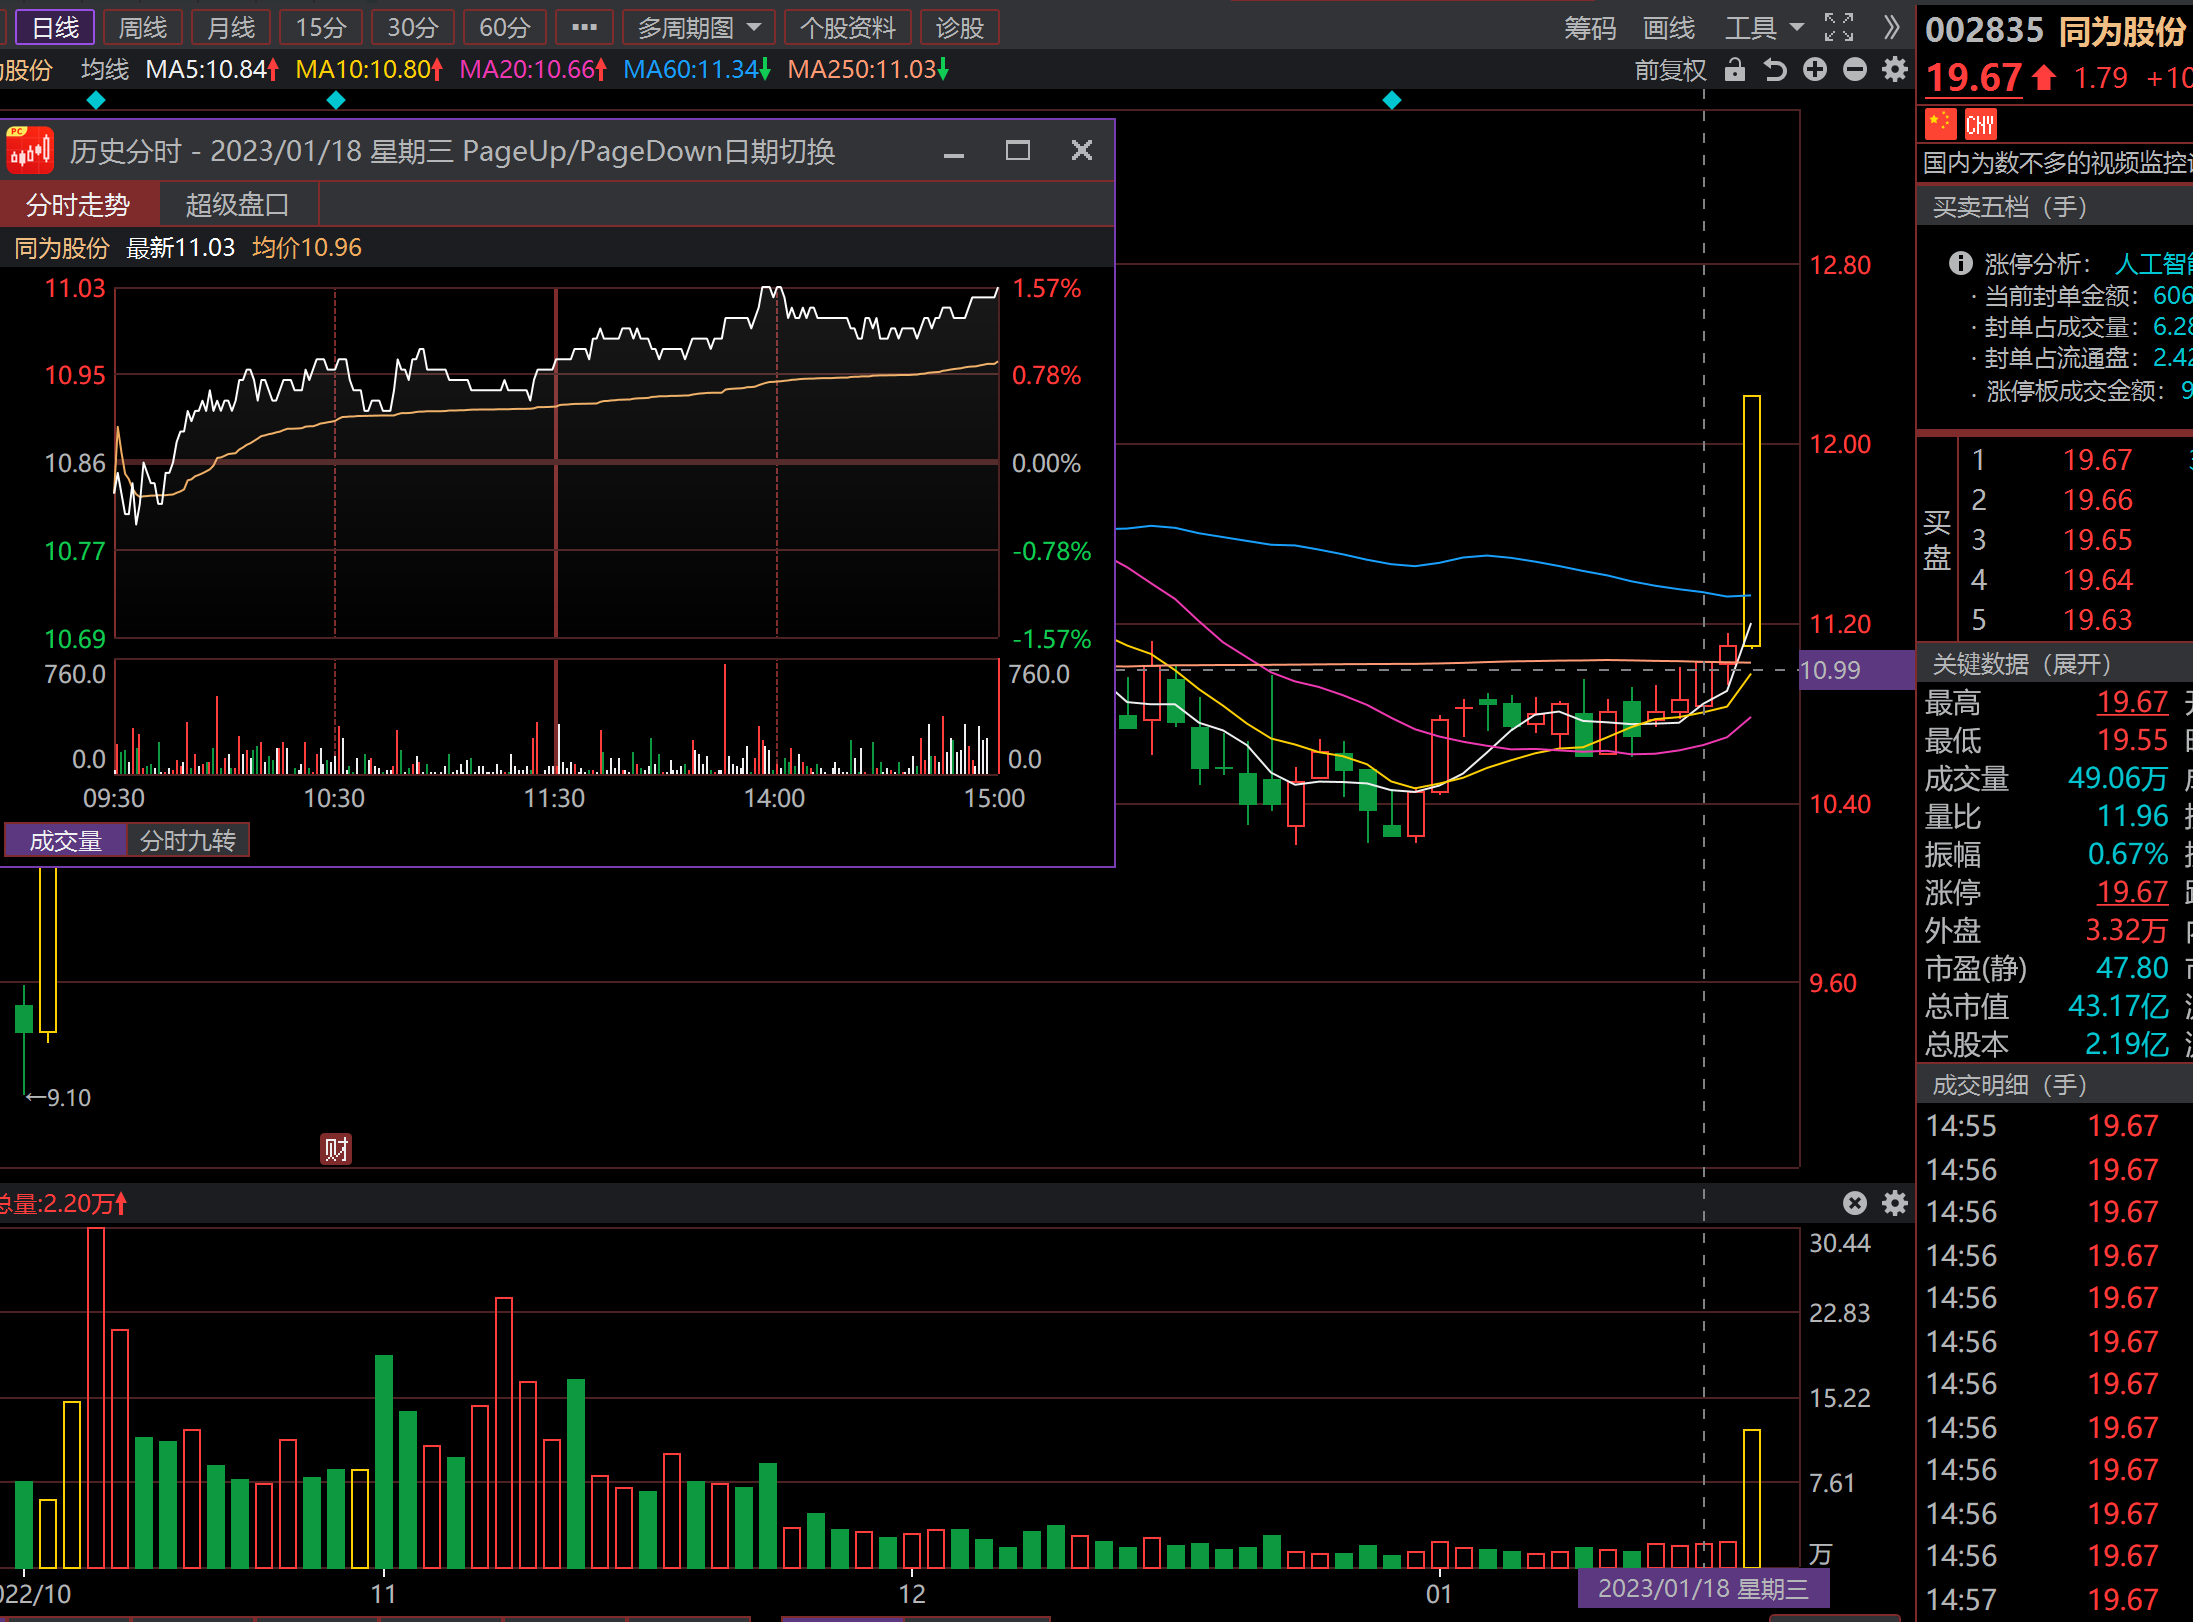 日线 周线 月线 15分 30分 60分 ··· 多周期图 个股资料 诊股 筹码 画线 工具
股份 均线 MA5:10.84 MA10:10.80 MA20:10.66 MA60:11.34 MA250:11.03 前复权
历史分时 - 2023/01/18 星期三 PageUp/PageDown日期切换
分时走势 超级盘口
同为股份 最新11.03 均价10.96
11.03 1.57%
10.95 0.78%
10.86 0.00%
10.77 -0.78%
10.69 -1.57%
760.0 760.0
0.0 0.0
09:30 10:30 11:30 14:00 15:00
成交量 分时九转
12.80
12.00
11.20
10.99
10.40
9.60
←9.10
财
总量:2.20万
30.44
22.83
15.22
7.61
万
022/10 11 12 01 2023/01/18 星期三
002835 同为股份
19.67 1.79 +10
PC
CHY
国内为数不多的视频监控
买卖五档（手）
涨停分析： 人工智能
· 当前封单金额：606
· 封单占成交量：6.28
· 封单占流通盘：2.42
· 涨停板成交金额：9
买盘
1 19.67
2 19.66
3 19.65
4 19.64
5 19.63
关键数据（展开）
最高 19.67
最低 19.55
成交量 49.06万
量比 11.96
振幅 0.67%
涨停 19.67
外盘 3.32万
市盈(静) 47.80
总市值 43.17亿
总股本 2.19亿
成交明细（手）
14:55 19.67
14:56 19.67
14:56 19.67
14:56 19.67
14:56 19.67
14:56 19.67
14:56 19.67
14:56 19.67
14:56 19.67
14:56 19.67
14:56 19.67
14:57 19.67